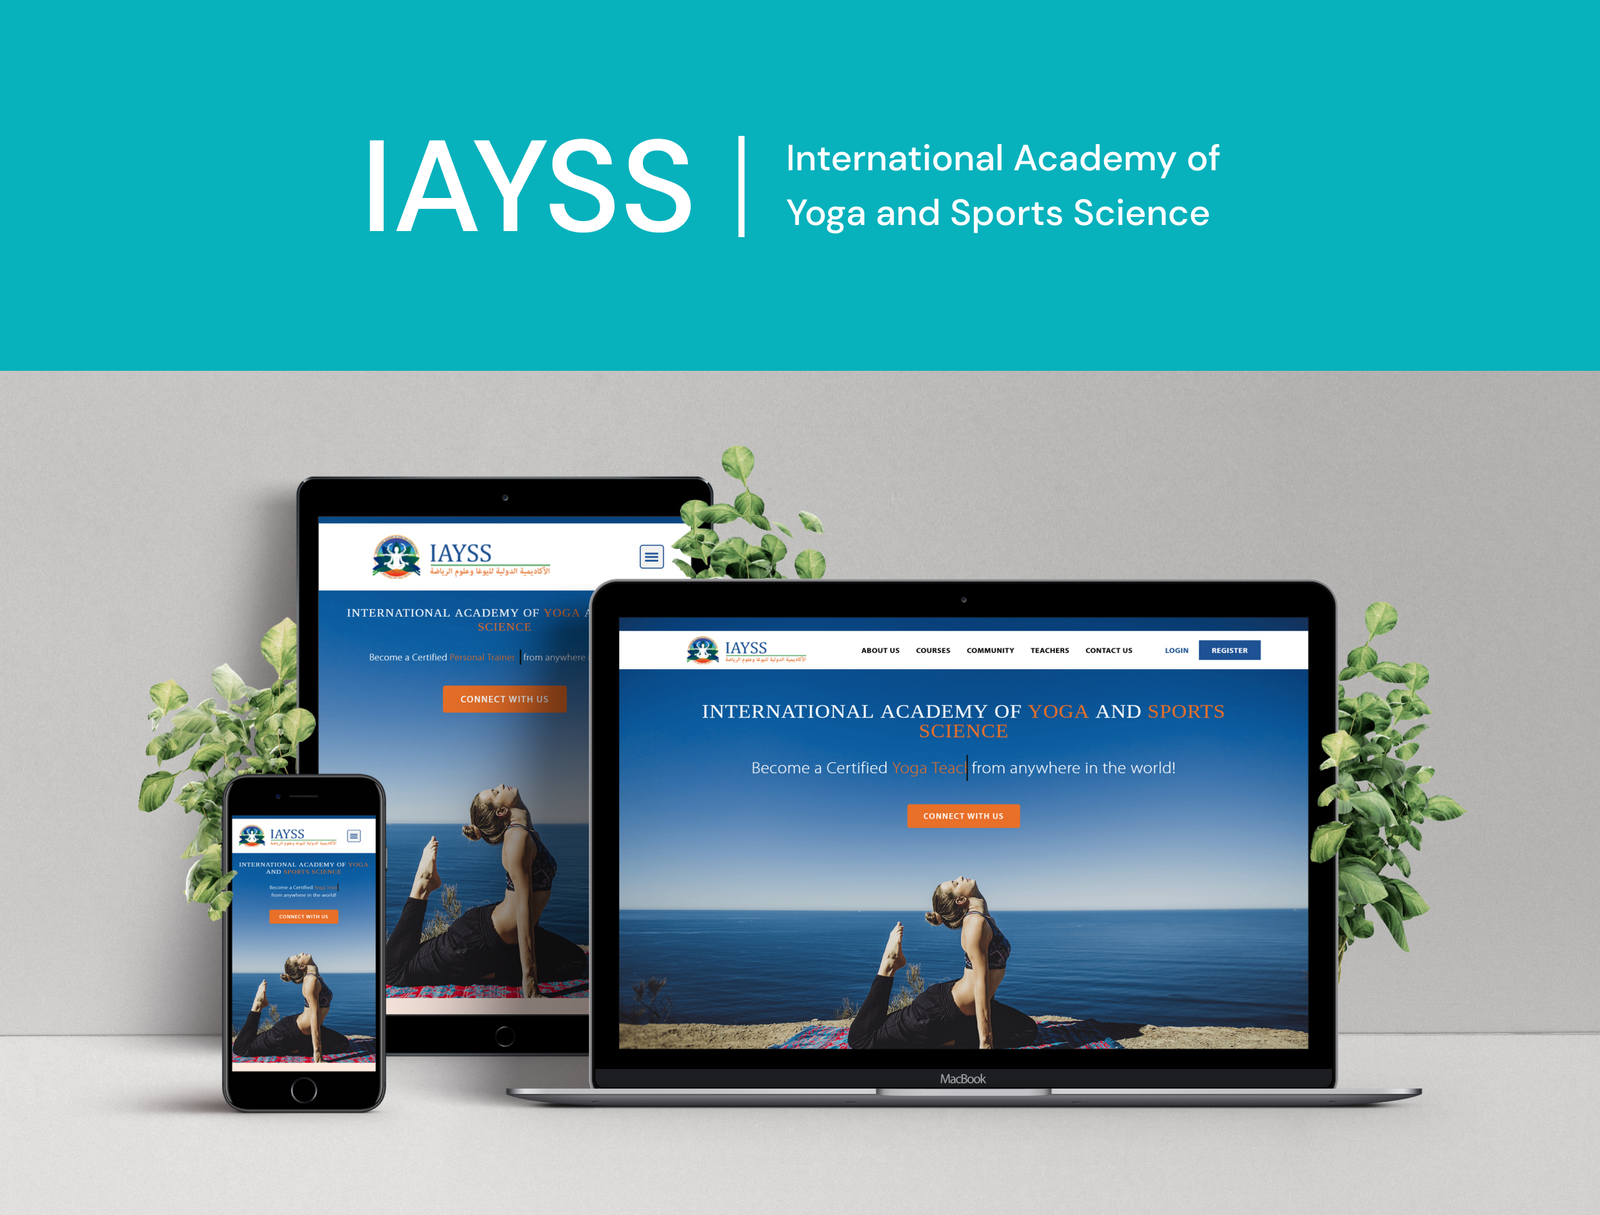 IAYSS
International Academy of
Yoga and Sports Science
IAYSS
الأكاديمية الدولية لليوغا وعلوم الرياضة
INTERNATIONAL ACADEMY OF YOGA A
SCIENCE
Become a Certified Personal Trainer from anywhere
CONNECT WITH US
IAYSS
الأكاديمية الدولية لليوغا وعلوم الرياضة
ABOUT US COURSES COMMUNITY TEACHERS CONTACT US LOGIN REGISTER
INTERNATIONAL ACADEMY OF YOGA AND SPORTS
SCIENCE
Become a Certified Yoga Teacl from anywhere in the world!
CONNECT WITH US
MacBook
IAYSS
الأكاديمية الدولية لليوغا وعلوم الرياضة
INTERNATIONAL ACADEMY OF YOGA
AND SPORTS SCIENCE
Become a Certified Yoga Teac
from anywhere in the world!
CONNECT WITH US